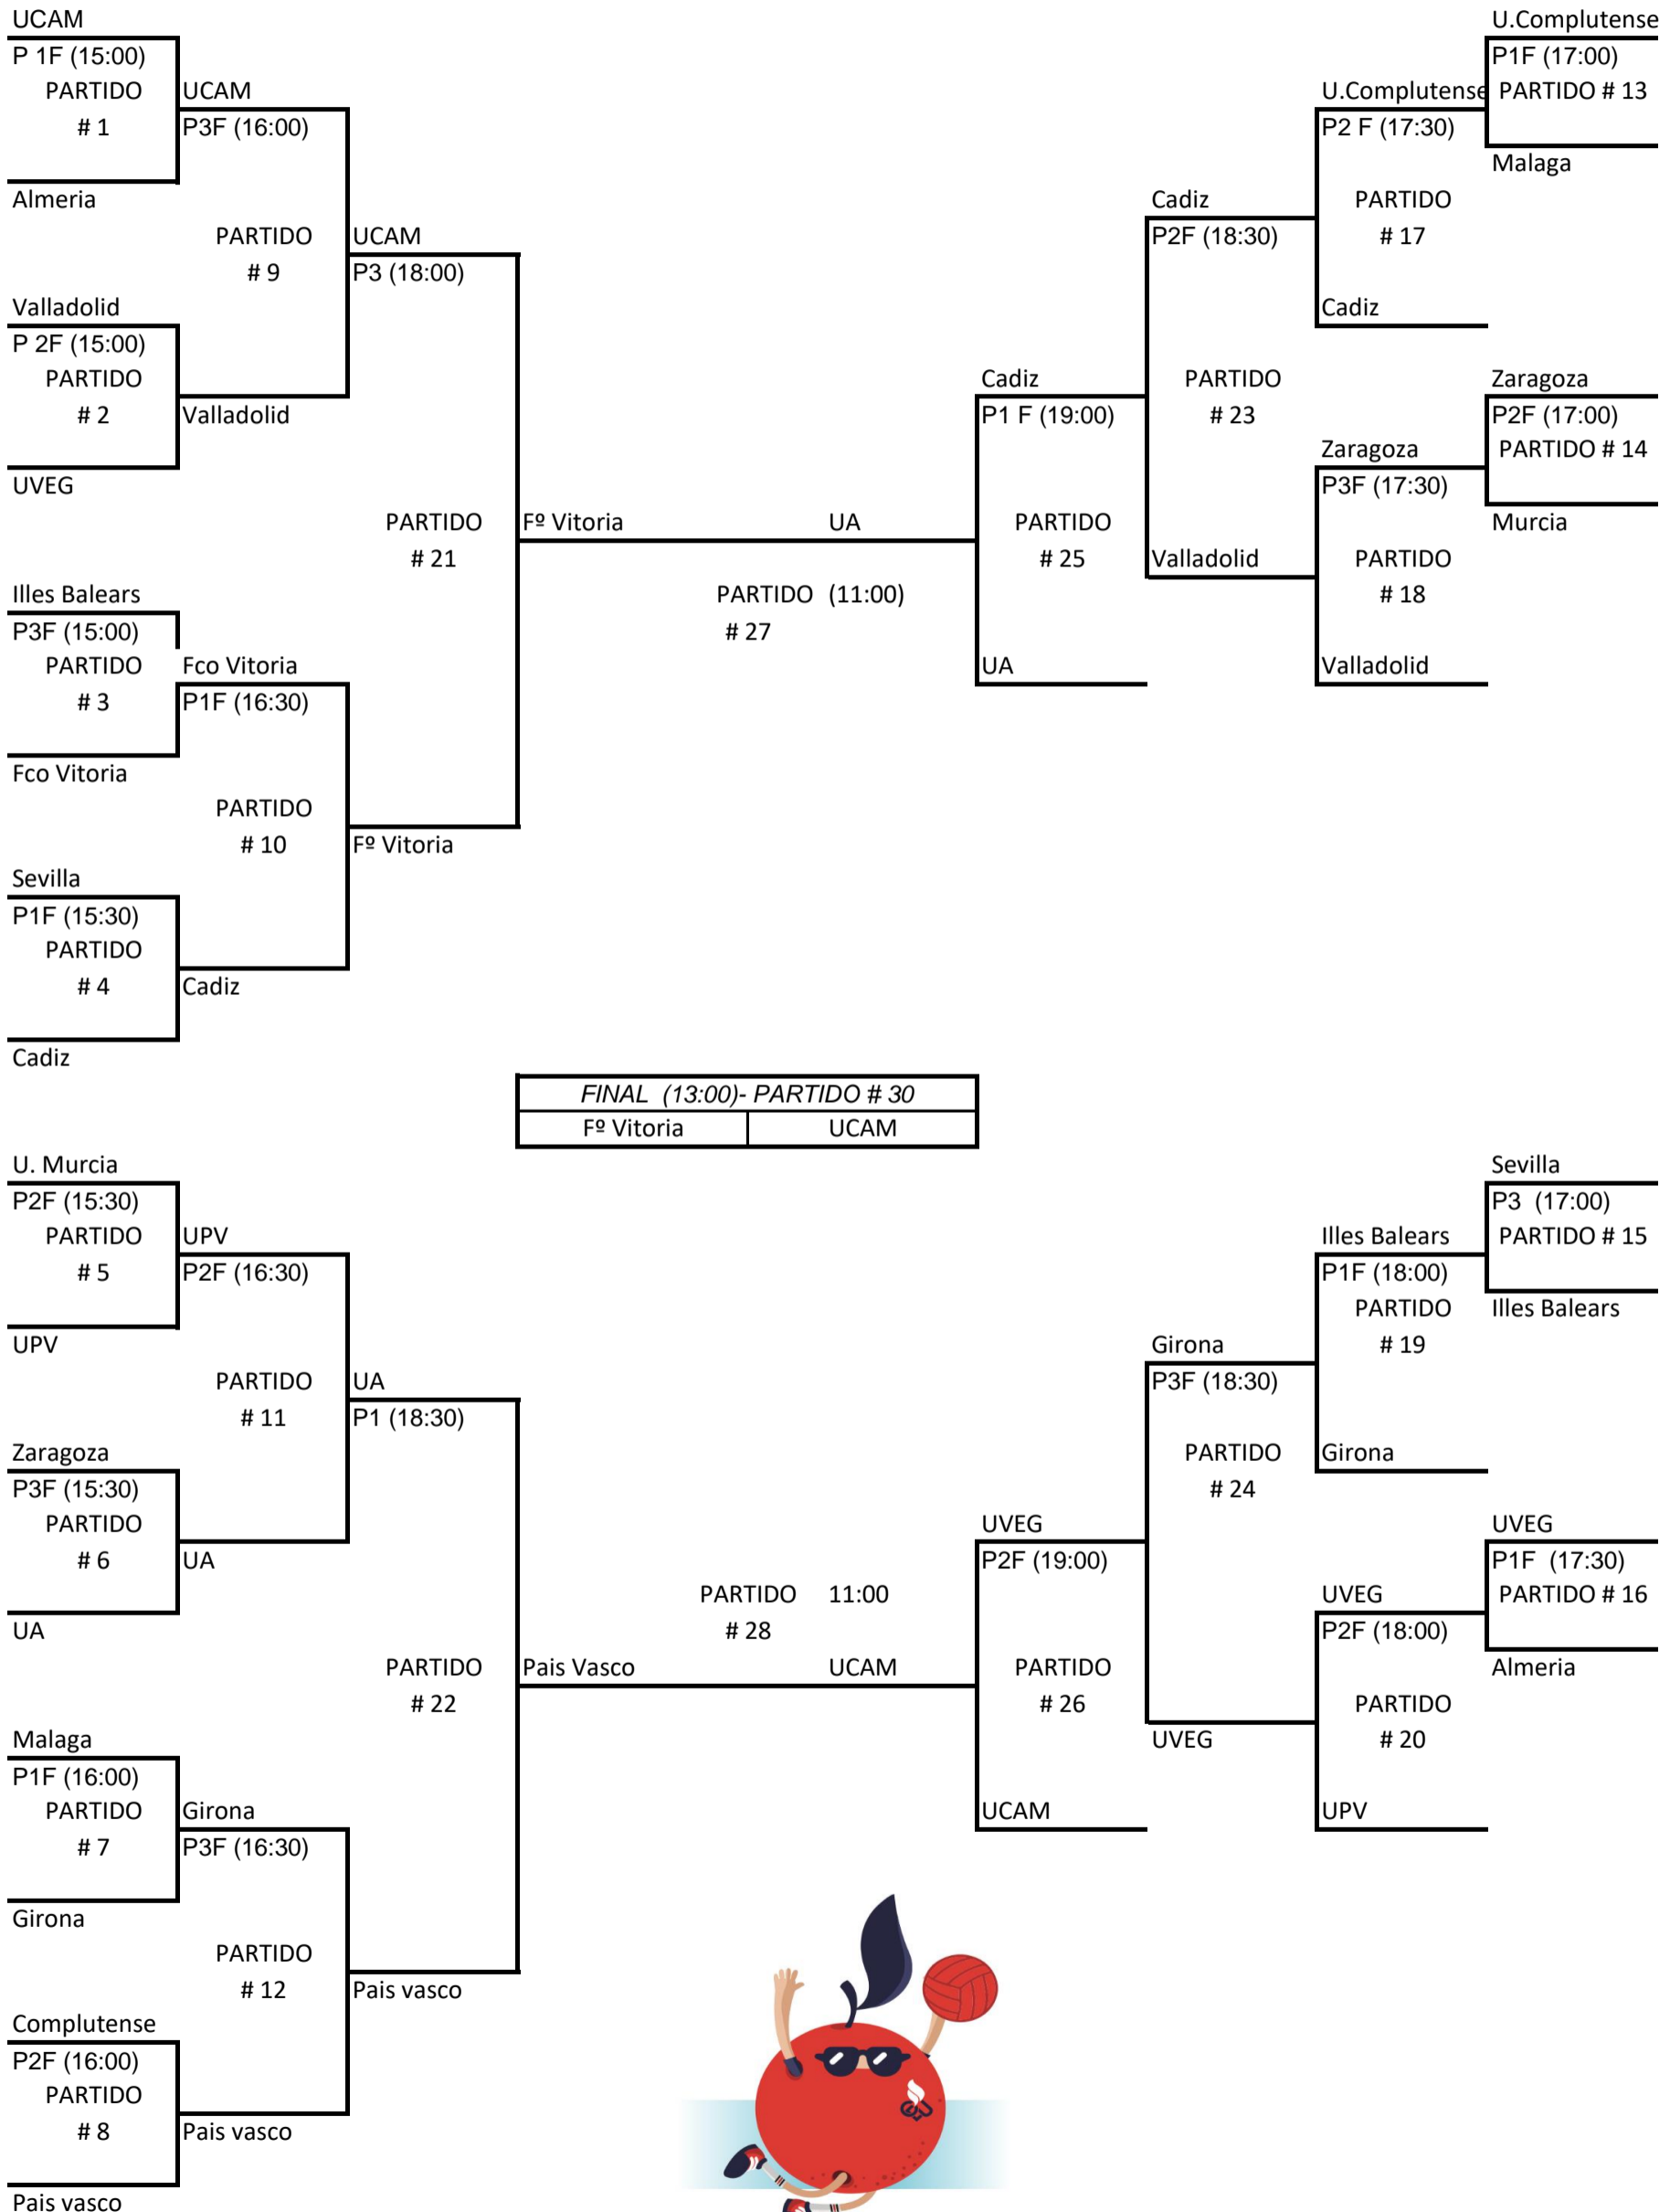 UCAM
P 1F (15:00)
PARTIDO
# 1
Almeria
UCAM
P3F (16:00)
PARTIDO
# 9
Valladolid
P 2F (15:00)
PARTIDO
# 2
UVEG
Valladolid
UCAM
P3 (18:00)
PARTIDO
# 21
Illes Balears
P3F (15:00)
PARTIDO
# 3
Fco Vitoria
Fco Vitoria
P1F (16:30)
PARTIDO
# 10
Sevilla
P1F (15:30)
PARTIDO
# 4
Cadiz
Cadiz
Fº Vitoria
Fº Vitoria
UA
PARTIDO (11:00)
# 27
Cadiz
P1 F (19:00)
PARTIDO
# 25
UA
Cadiz
P2F (18:30)
PARTIDO
# 23
Valladolid
U.Complutense
P2 F (17:30)
PARTIDO
# 17
Cadiz
Zaragoza
P3F (17:30)
PARTIDO
# 18
Valladolid
U.Complutense
P1F (17:00)
PARTIDO # 13
Malaga
Zaragoza
P2F (17:00)
PARTIDO # 14
Murcia
FINAL (13:00)- PARTIDO # 30
Fº Vitoria
UCAM
U. Murcia
P2F (15:30)
PARTIDO
# 5
UPV
UPV
P2F (16:30)
PARTIDO
# 11
Zaragoza
P3F (15:30)
PARTIDO
# 6
UA
UA
UA
P1 (18:30)
PARTIDO
# 22
Malaga
P1F (16:00)
PARTIDO
# 7
Girona
Girona
P3F (16:30)
PARTIDO
# 12
Complutense
P2F (16:00)
PARTIDO
# 8
Pais vasco
Pais vasco
Pais vasco
Pais Vasco
UCAM
PARTIDO 11:00
# 28
UVEG
P2F (19:00)
PARTIDO
# 26
UCAM
Girona
P3F (18:30)
PARTIDO
# 24
UVEG
Illes Balears
P1F (18:00)
PARTIDO
# 19
Girona
UVEG
P2F (18:00)
PARTIDO
# 20
UPV
Sevilla
P3 (17:00)
PARTIDO # 15
Illes Balears
UVEG
P1F (17:30)
PARTIDO # 16
Almeria